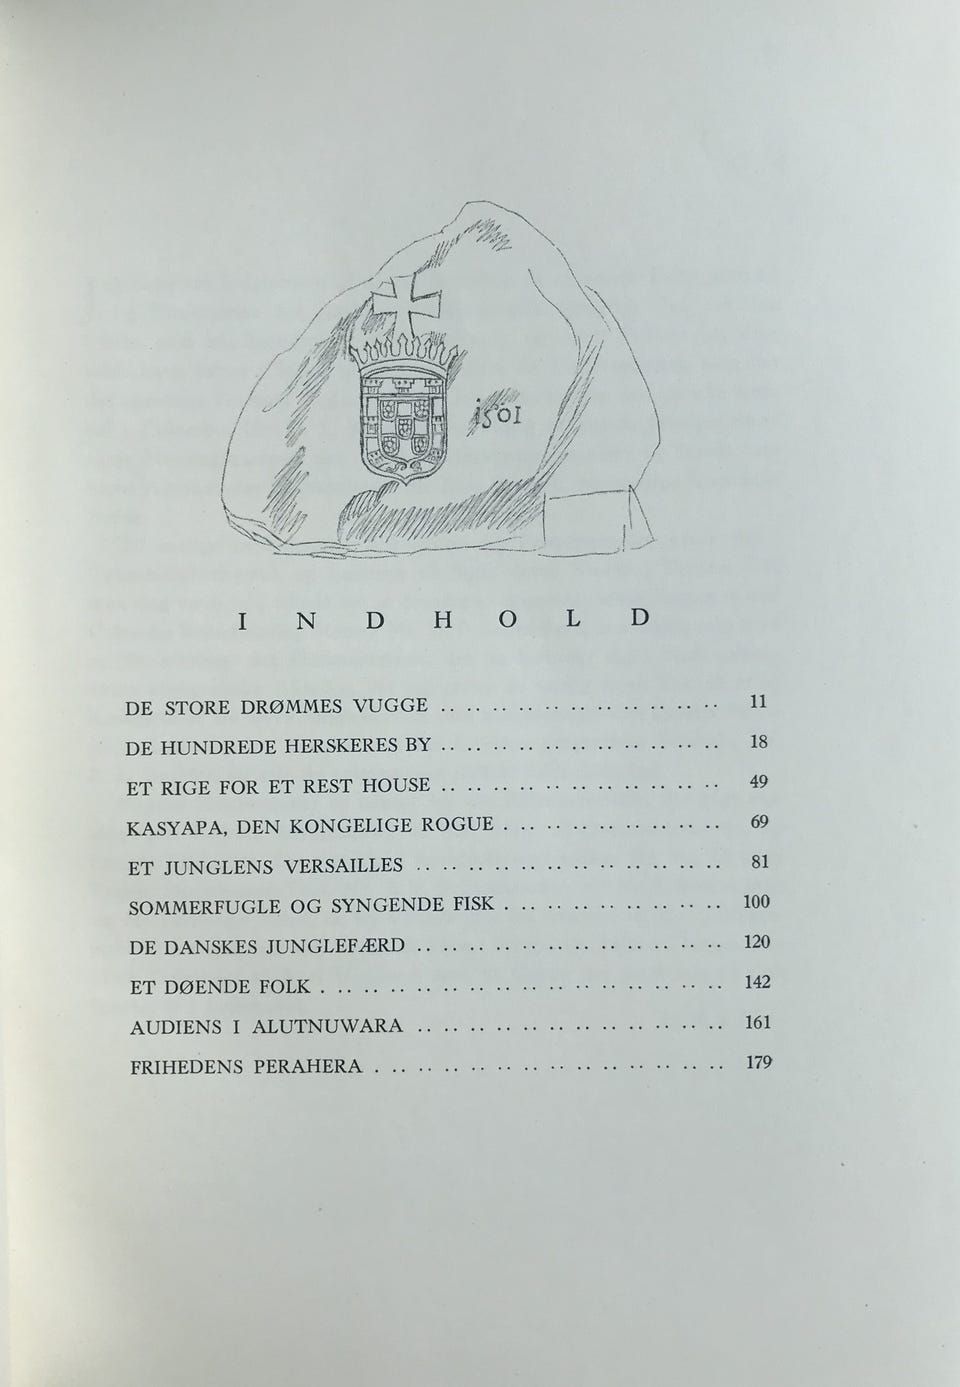 1501
INDHOLD
DE STORE DRØMMES VUGGE .. .. .. .. .. .. .. .. .. .. .. 11
DE HUNDREDE HERSKERES BY .. .. .. .. .. .. .. .. .. .. .. 18
ET RIGE FOR ET REST HOUSE .. .. .. .. .. .. .. .. .. .. .. 49
KASYAPA, DEN KONGELIGE ROGUE . .. .. .. .. .. .. .. .. 69
ET JUNGLENS VERSAILLES .. .. .. .. .. .. .. .. .. .. .. .. 81
SOMMERFUGLE OG SYNGENDE FISK . .. .. .. .. .. .. .. .. 100
DE DANSKES JUNGLEFÆRD .. .. .. .. .. .. .. .. .. .. .. .. 120
ET DØENDE FOLK . .. .. .. .. .. .. .. .. .. .. .. .. .. .. .. 142
AUDIENS I ALUTNUWARA .. .. .. .. .. .. .. .. .. .. .. .. 161
FRIHEDENS PERAHERA . .. .. .. .. .. .. .. .. .. .. .. .. .. 179